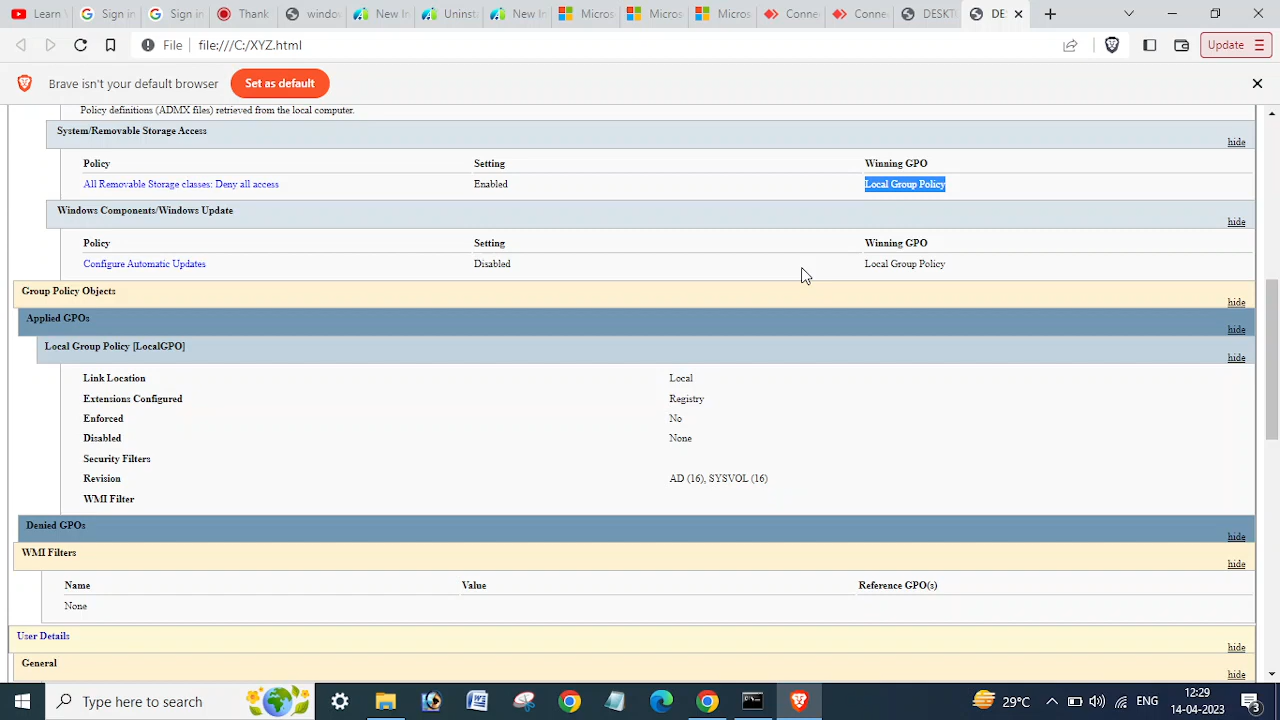 Learn
Sign in
Sign in
Thank
windo
New In
Uninst
New In
Micros
Micros
Micros
Conne
Conne
DESKT
DES
File
file:///C:/XYZ.html
Update
Brave isn't your default browser
Set as default
Policy definitions (ADMX files) retrieved from the local computer.
System/Removable Storage Access
hide
Policy Setting Winning GPO
All Removable Storage classes: Deny all access Enabled Local Group Policy
Windows Components/Windows Update
hide
Policy Setting Winning GPO
Configure Automatic Updates Disabled Local Group Policy
Group Policy Objects
hide
Applied GPOs
hide
Local Group Policy [LocalGPO]
hide
Link Location Local
Extensions Configured Registry
Enforced No
Disabled None
Security Filters
Revision AD (16), SYSVOL (16)
WMI Filter
Denied GPOs
hide
WMI Filters
hide
Name Value Reference GPO(s)
None
User Details
hide
General
hide
Type here to search
29°C
ENG
12:29
14-04-2023
3